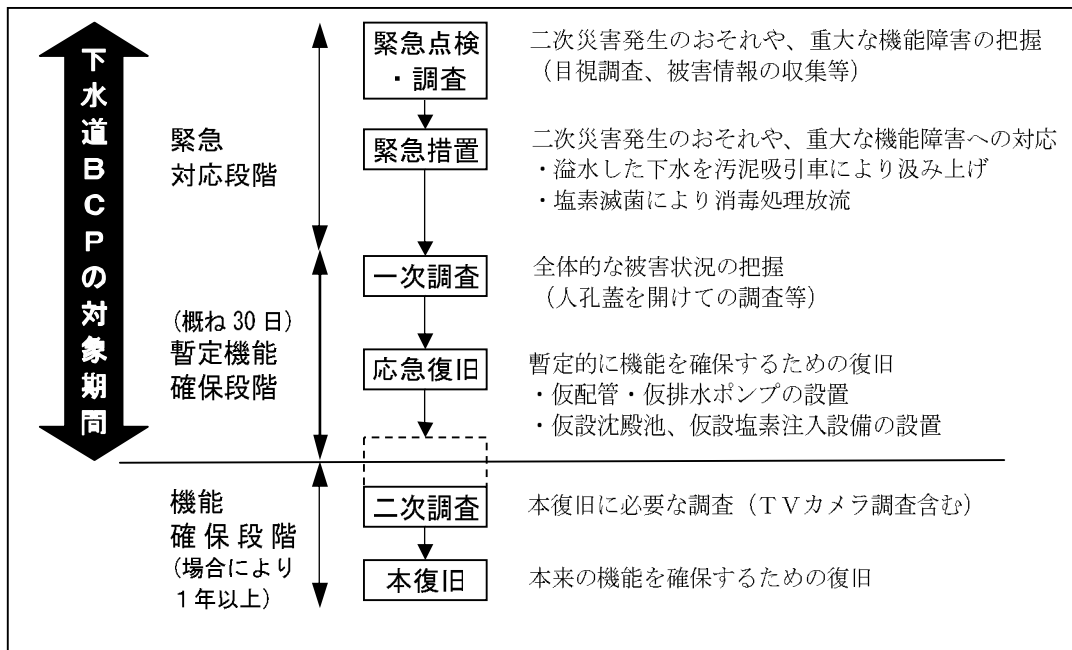 下水道BCPの対象期間
緊急
対応段階
緊急点検
・調査
二次災害発生のおそれや、重大な機能障害の把握
(目視調査、被害情報の収集等)
緊急措置
二次災害発生のおそれや、重大な機能障害への対応
・溢水した下水を汚泥吸引車により汲み上げ
・塩素滅菌により消毒処理放流
(概ね30日)
暫定機能
確保段階
一次調査
全体的な被害状況の把握
(人孔蓋を開けての調査等)
応急復旧
暫定的に機能を確保するための復旧
・仮配管・仮排水ポンプの設置
・仮設沈殿池、仮設塩素注入設備の設置
機能
確保段階
(場合により
1年以上)
二次調査
本復旧に必要な調査(TVカメラ調査含む)
本復旧
本来の機能を確保するための復旧